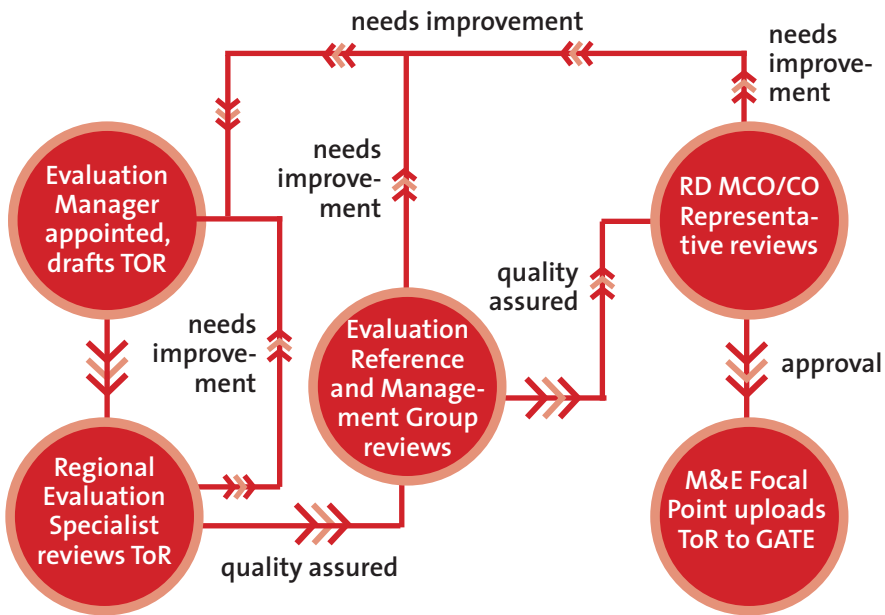 needs improvement
needs
improve-
ment
Evaluation
Manager
appointed,
drafts TOR
needs
improve-
ment
RD MCO/CO
Representa-
tive reviews
quality
assured
needs
improve-
ment
Evaluation
Reference
and Manage-
ment Group
reviews
approval
Regional
Evaluation
Specialist
reviews ToR
quality assured
M&E Focal
Point uploads
ToR to GATE